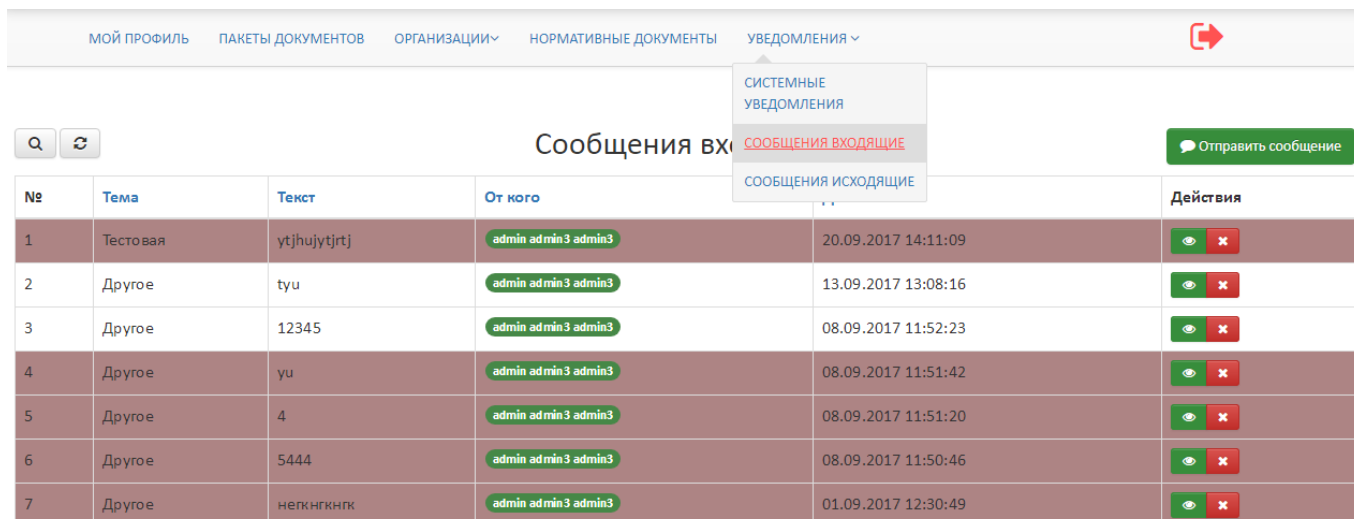 МОЙ ПРОФИЛЬ ПАКЕТЫ ДОКУМЕНТОВ ОРГАНИЗАЦИИ НОРМАТИВНЫЕ ДОКУМЕНТЫ УВЕДОМЛЕНИЯ
СИСТЕМНЫЕ
УВЕДОМЛЕНИЯ
СООБЩЕНИЯ ВХОДЯЩИЕ
СООБЩЕНИЯ ИСХОДЯЩИЕ
Сообщения вх
Отправить сообщение
№ Тема Текст От кого Действия
1 Тестовая ytjhujytjrtj admin admin3 admin3 20.09.2017 14:11:09
2 Другое tyu admin admin3 admin3 13.09.2017 13:08:16
3 Другое 12345 admin admin3 admin3 08.09.2017 11:52:23
4 Другое yu admin admin3 admin3 08.09.2017 11:51:42
5 Другое 4 admin admin3 admin3 08.09.2017 11:51:20
6 Другое 5444 admin admin3 admin3 08.09.2017 11:50:46
7 Другое негкнгкнгк admin admin3 admin3 01.09.2017 12:30:49